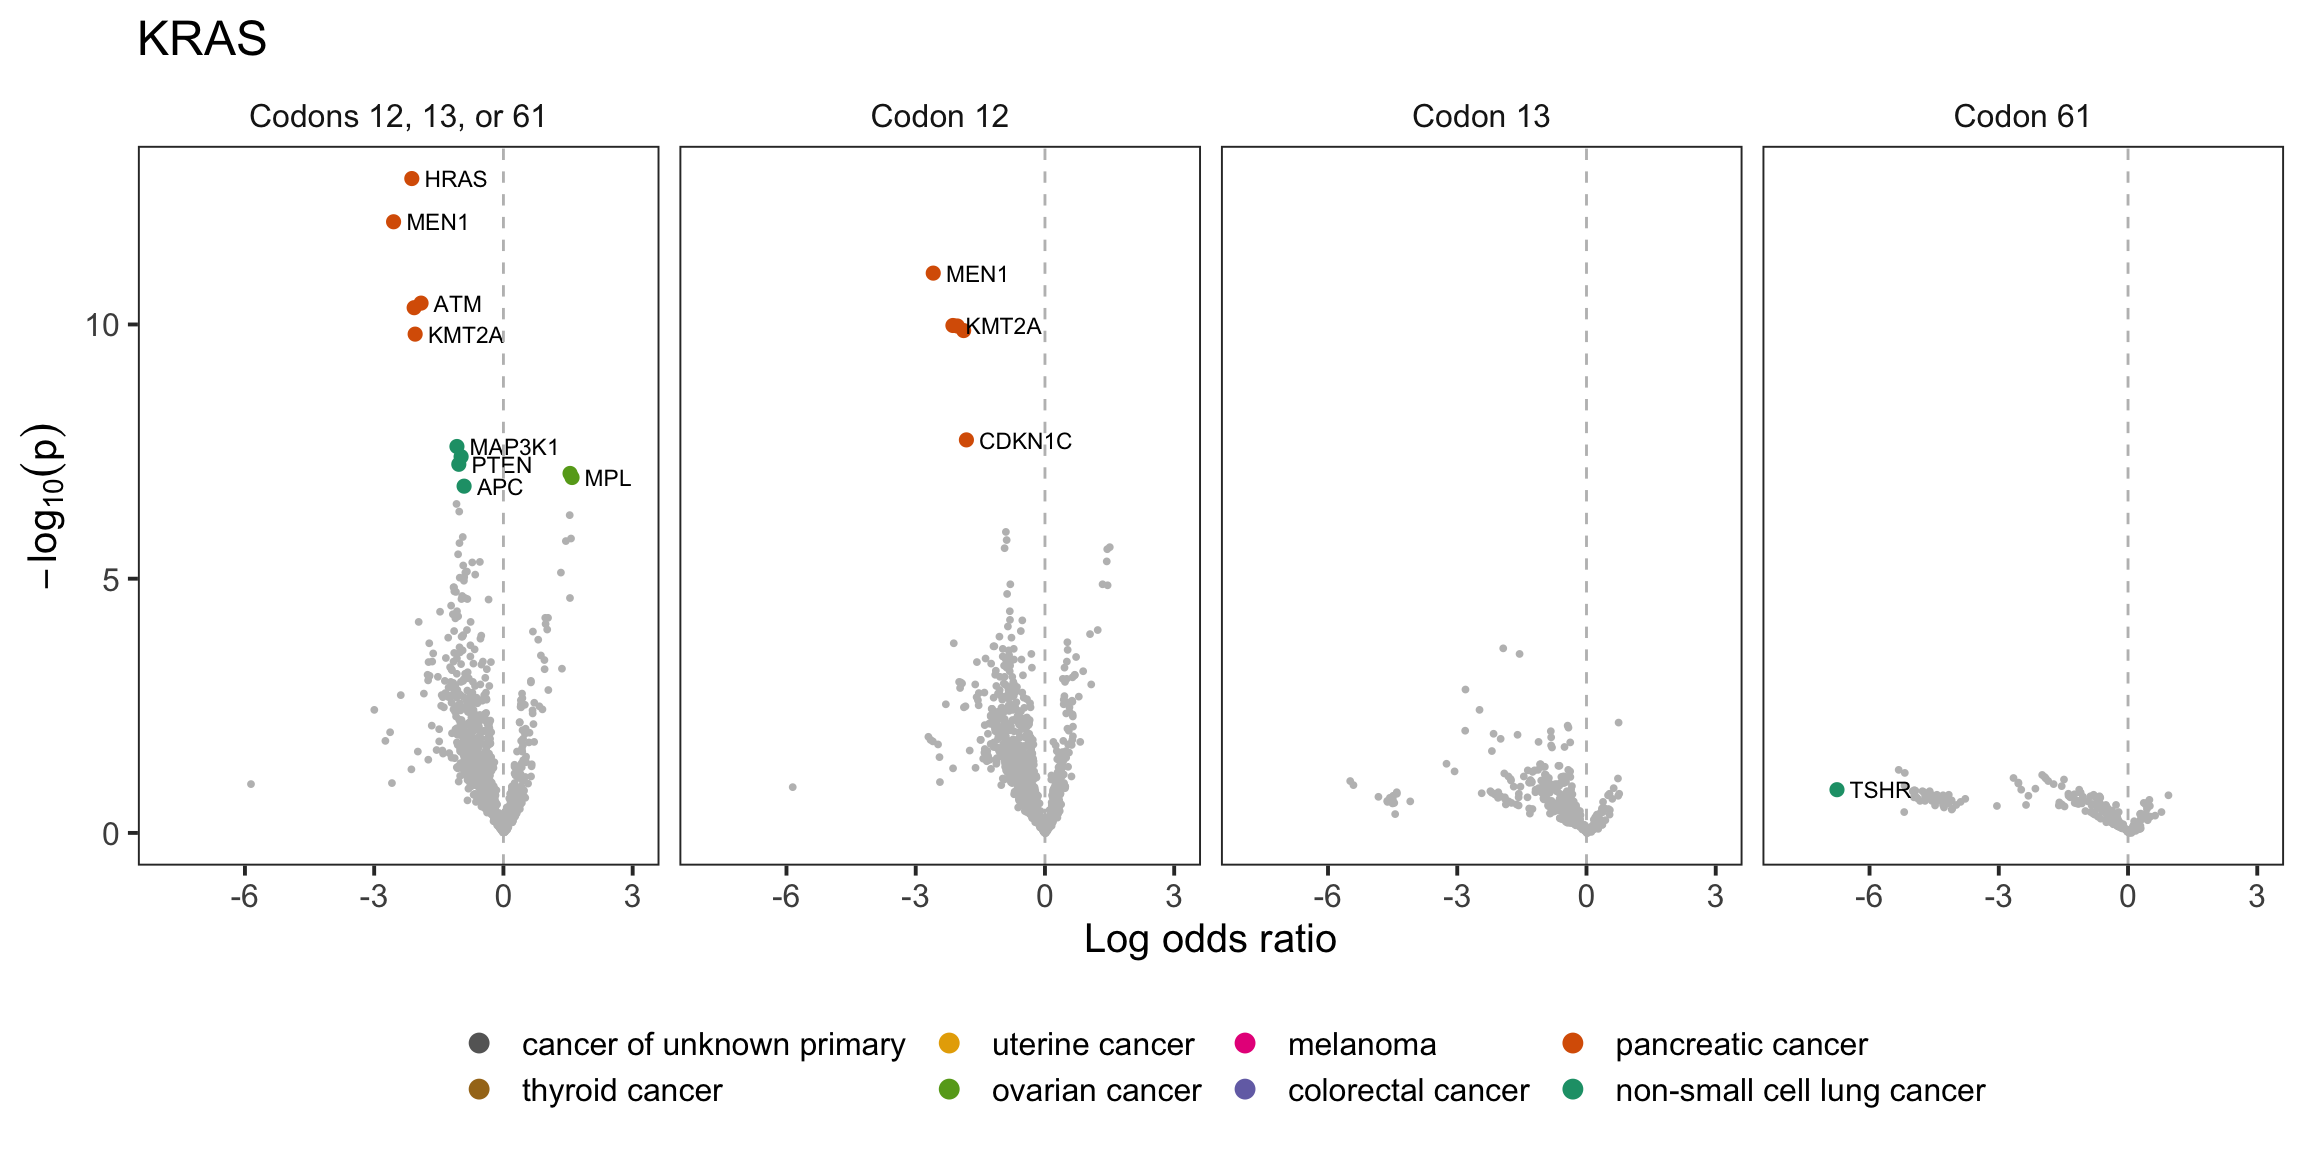 KRAS
Codons 12, 13, or 61
Codon 12
Codon 13
Codon 61
HRAS
MEN1
ATM
KMT2A
MAP3K1
PTEN
APC
MPL
MEN1
KMT2A
CDKN1C
TSHR
10
5
0
−log₁₀(p)
-6 -3 0 3
-6 -3 0 3
-6 -3 0 3
-6 -3 0 3
Log odds ratio
cancer of unknown primary
uterine cancer
melanoma
pancreatic cancer
thyroid cancer
ovarian cancer
colorectal cancer
non-small cell lung cancer